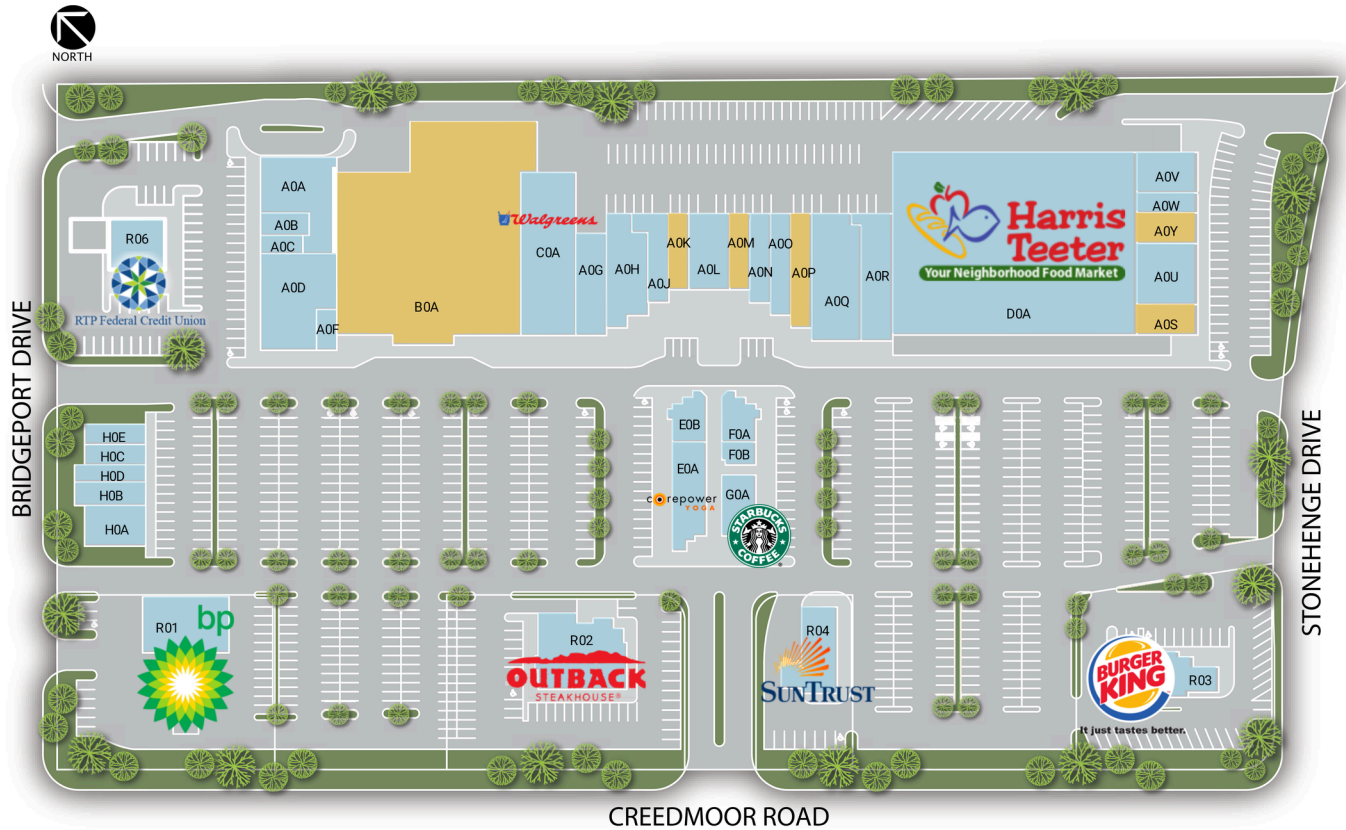 NORTH
A0A
A0B
A0C
A0D
A0F
B0A
Walgreens
C0A
A0G
A0H
A0J
A0K
A0L
A0M
A0N
A0O
A0P
A0Q
A0R
Harris
Teeter
Your Neighborhood Food Market
D0A
A0V
A0W
A0Y
A0U
A0S
R06
RTP Federal Credit Union
BRIDGEPORT DRIVE
H0E
H0C
H0D
H0B
H0A
E0B
E0A
corepower
YOGA
F0A
F0B
G0A
STARBUCKS
COFFEE
STONEHENGE DRIVE
R01
bp
R02
OUTBACK
STEAKHOUSE®
R04
SUNTRUST
BURGER
KING
R03
It just tastes better.
CREEDMOOR ROAD